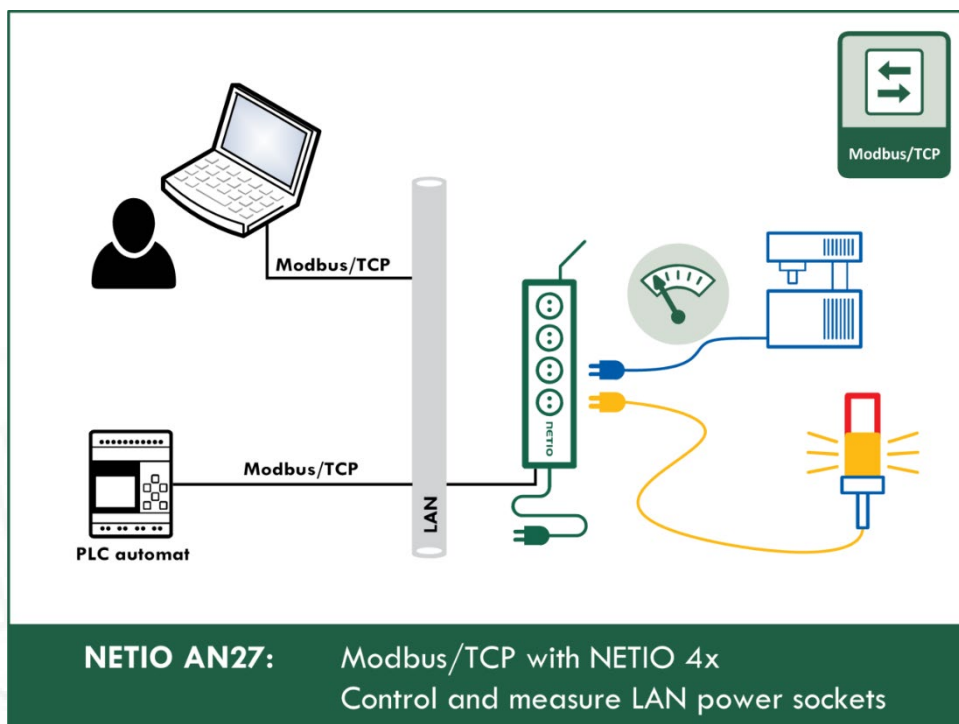 Modbus/TCP
Modbus/TCP
NETIO
Modbus/TCP
LAN
PLC automat
NETIO AN27: Modbus/TCP with NETIO 4x
Control and measure LAN power sockets